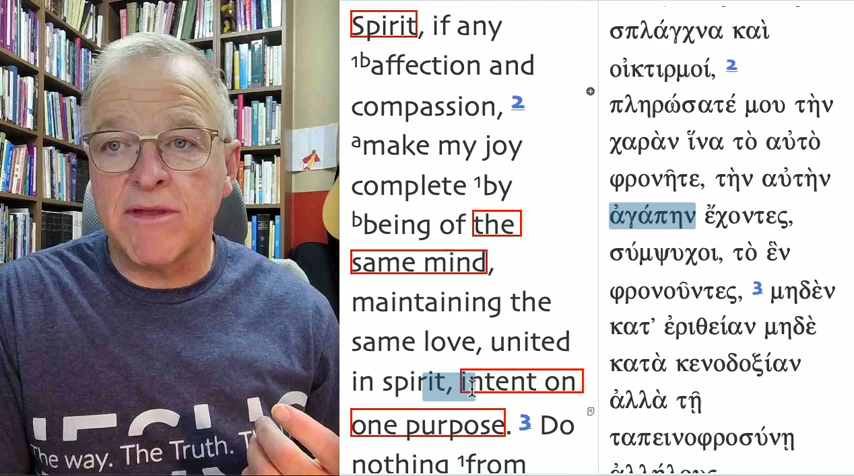 JESUS
The way. The Truth. T
Spirit, if any
1baffection and
compassion, 2
amake my joy
complete 1by
bbeing of the
same mind,
maintaining the
same love, united
in spirit, intent on
one purpose. 3 Do
nothing 1from
σπλάγχνα καὶ
οἰκτιρμοί, 2
πληρώσατέ μου τὴν
χαρὰν ἵνα τὸ αὐτὸ
φρονῆτε, τὴν αὐτὴν
ἀγάπην ἔχοντες,
σύμψυχοι, τὸ ἓν
φρονοῦντες, 3 μηδὲν
κατ’ ἐριθείαν μηδὲ
κατὰ κενοδοξίαν
ἀλλὰ τῇ
ταπεινοφροσύνῃ
ἀλλήλους